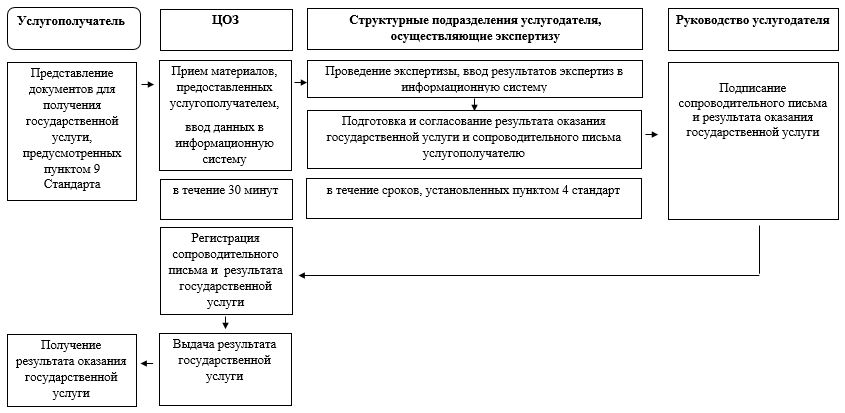 Услугополучатель
ЦОЗ
Структурные подразделения услугодателя,
осуществляющие экспертизу
Руководство услугодателя
Представление
документов для
получения
государственной
услуги,
предусмотренных
пунктом 9
Стандарта
Прием материалов,
предоставленных
услугополучателем,
ввод данных в
информационную
систему
Проведение экспертизы, ввод результатов экспертиз в
информационную систему
Подготовка и согласование результата оказания
государственной услуги и сопроводительного письма
услугополучателю
Подписание
сопроводительного письма
и результата оказания
государственной услуги
в течение 30 минут
в течение сроков, установленных пунктом 4 стандарт
Регистрация
сопроводительного
письма и результата
государственной
услуги
Получение
результата оказания
государственной
услуги
Выдача результата
государственной
услуги